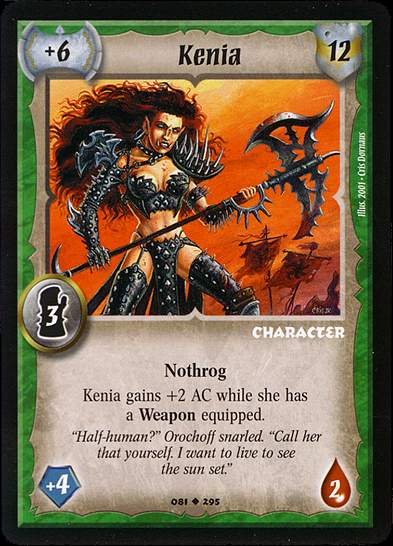 +6
Kenia
12
Illus. 2001 • Cris Dornaus
3
CHARACTER
Nothrog
Kenia gains +2 AC while she has
a Weapon equipped.
“Half-human?” Orochoff snarled. “Call her
that yourself. I want to live to see
the sun set.”
+4
081 ◆ 295
2